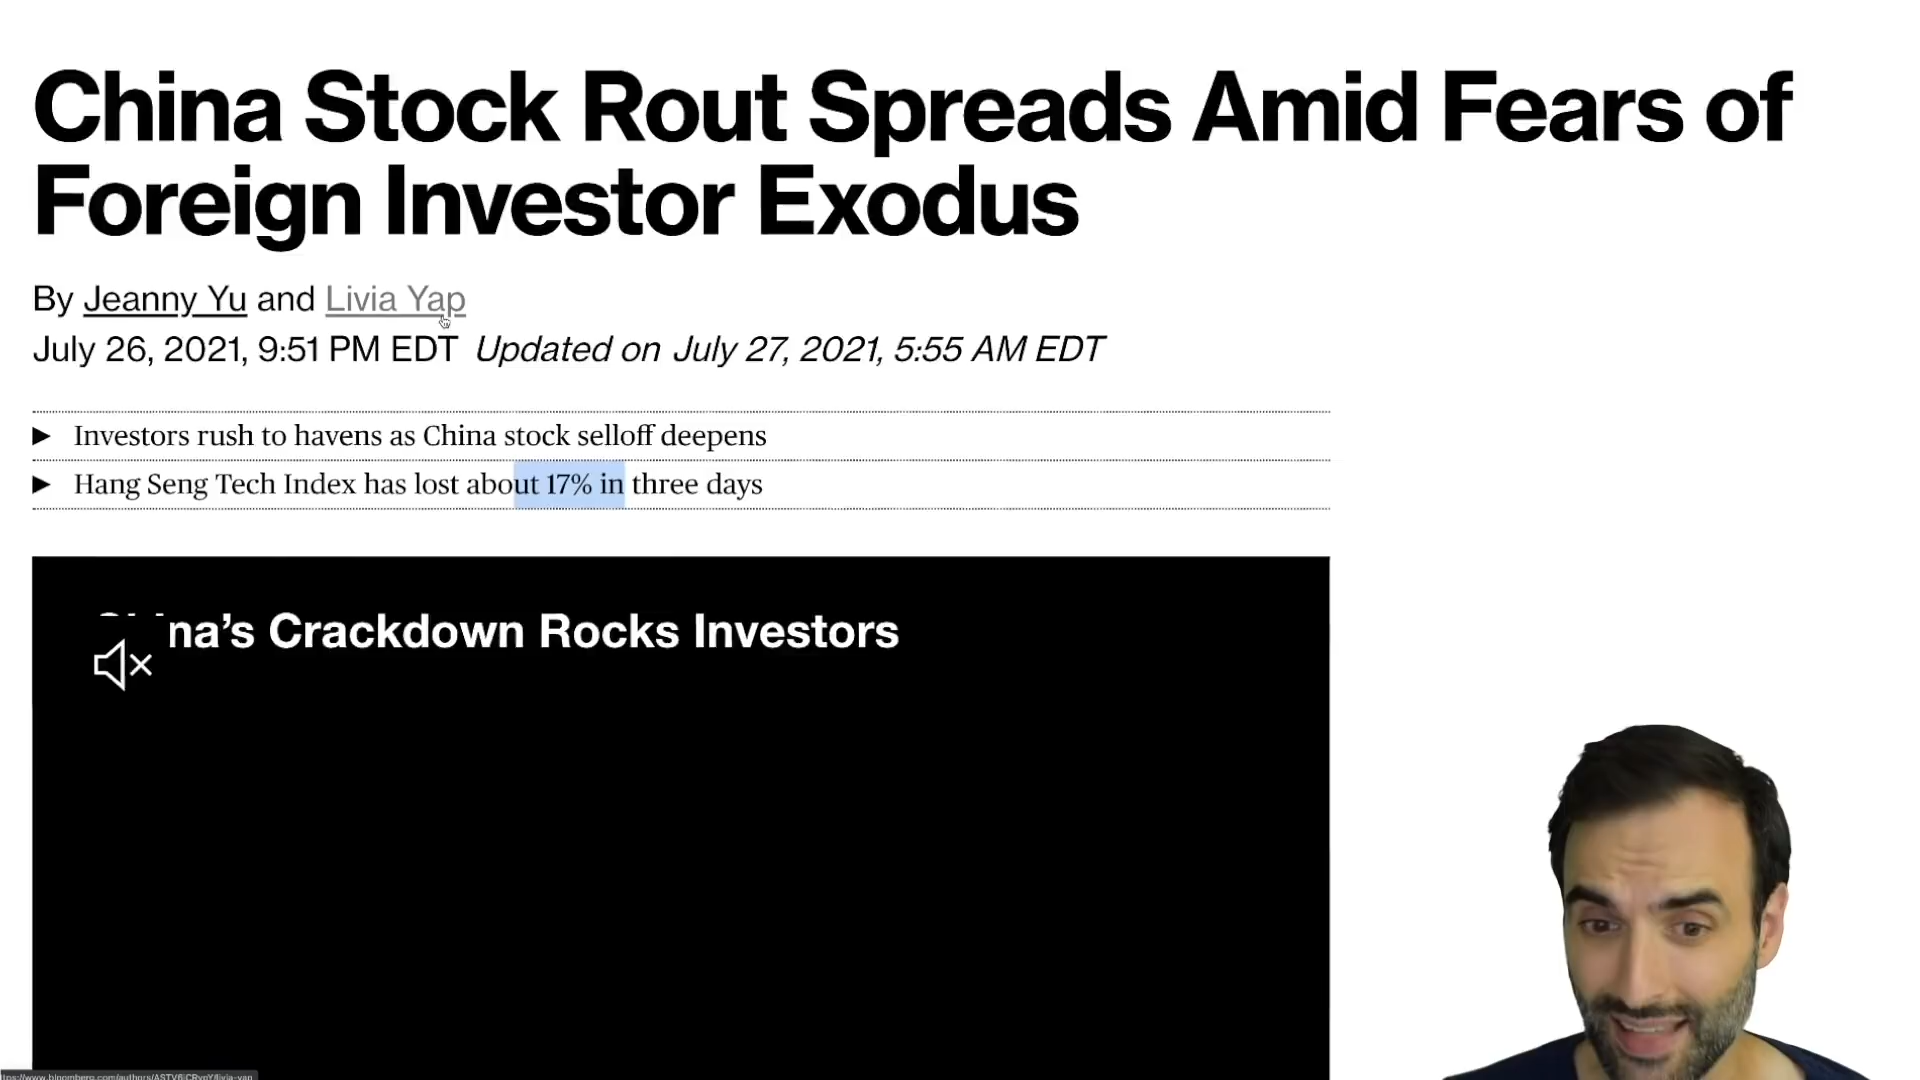 China Stock Rout Spreads Amid Fears of
Foreign Investor Exodus
By Jeanny Yu and Livia Yap
July 26, 2021, 9:51 PM EDT Updated on July 27, 2021, 5:55 AM EDT
Investors rush to havens as China stock selloff deepens
Hang Seng Tech Index has lost about 17% in three days
na’s Crackdown Rocks Investors